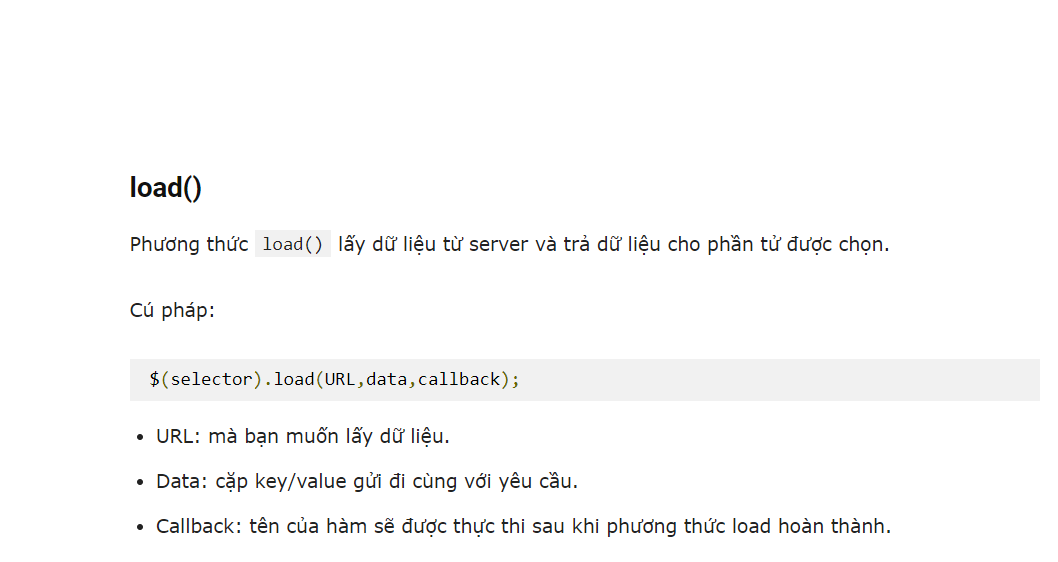 load()
Phương thức load() lấy dữ liệu từ server và trả dữ liệu cho phần tử được chọn.
Cú pháp:
$(selector).load(URL,data,callback);
• URL: mà bạn muốn lấy dữ liệu.
• Data: cặp key/value gửi đi cùng với yêu cầu.
• Callback: tên của hàm sẽ được thực thi sau khi phương thức load hoàn thành.